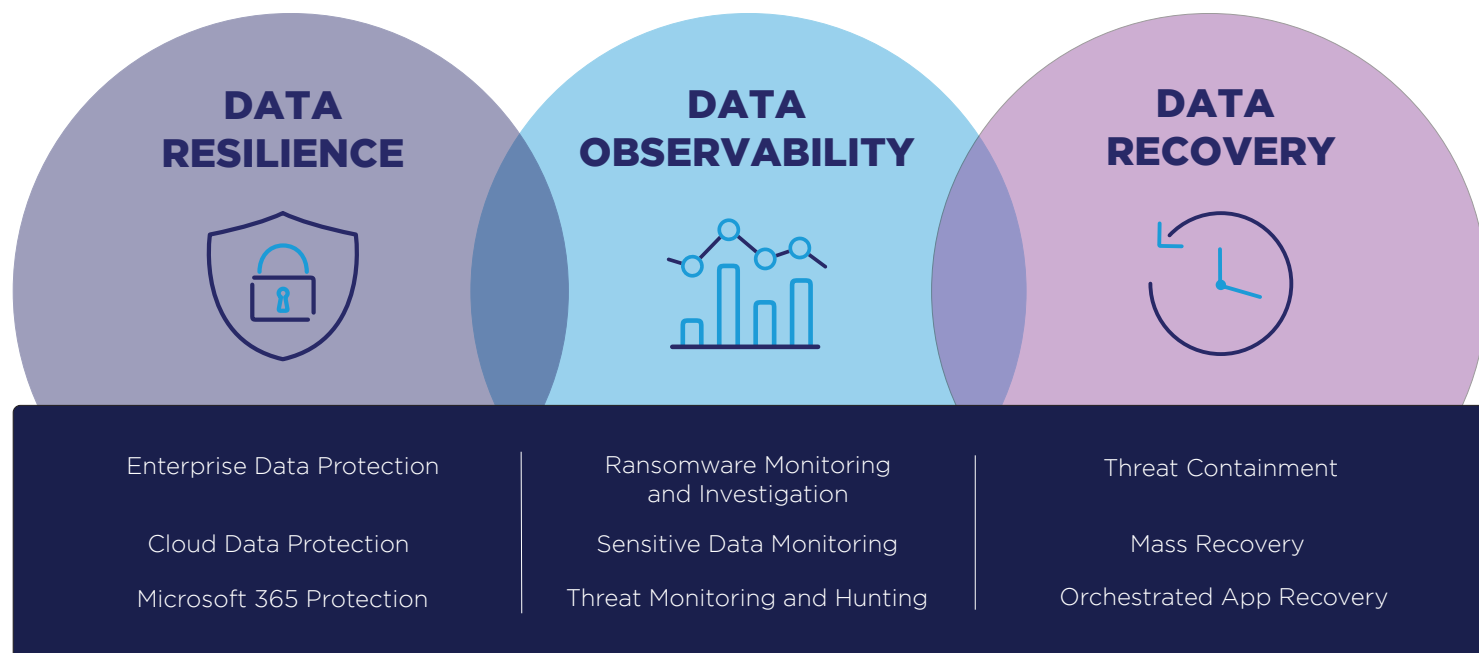 DATA
RESILIENCE
DATA
OBSERVABILITY
DATA
RECOVERY
Enterprise Data Protection
Cloud Data Protection
Microsoft 365 Protection
Ransomware Monitoring
and Investigation
Sensitive Data Monitoring
Threat Monitoring and Hunting
Threat Containment
Mass Recovery
Orchestrated App Recovery